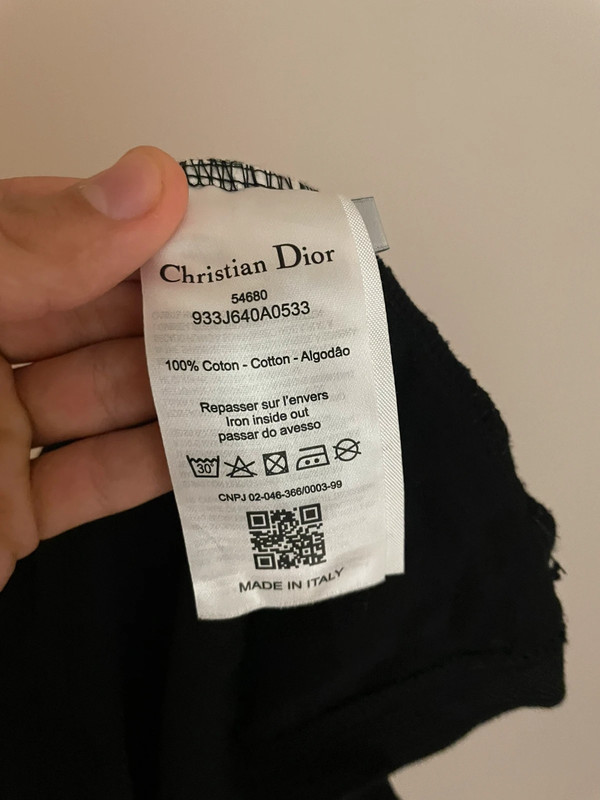 Christian Dior
54680
933J640A0533
100% Coton - Cotton - Algodâo
Repasser sur l'envers
Iron inside out
passar do avesso
30°
CNPJ 02-046-366/0003-99
MADE IN ITALY